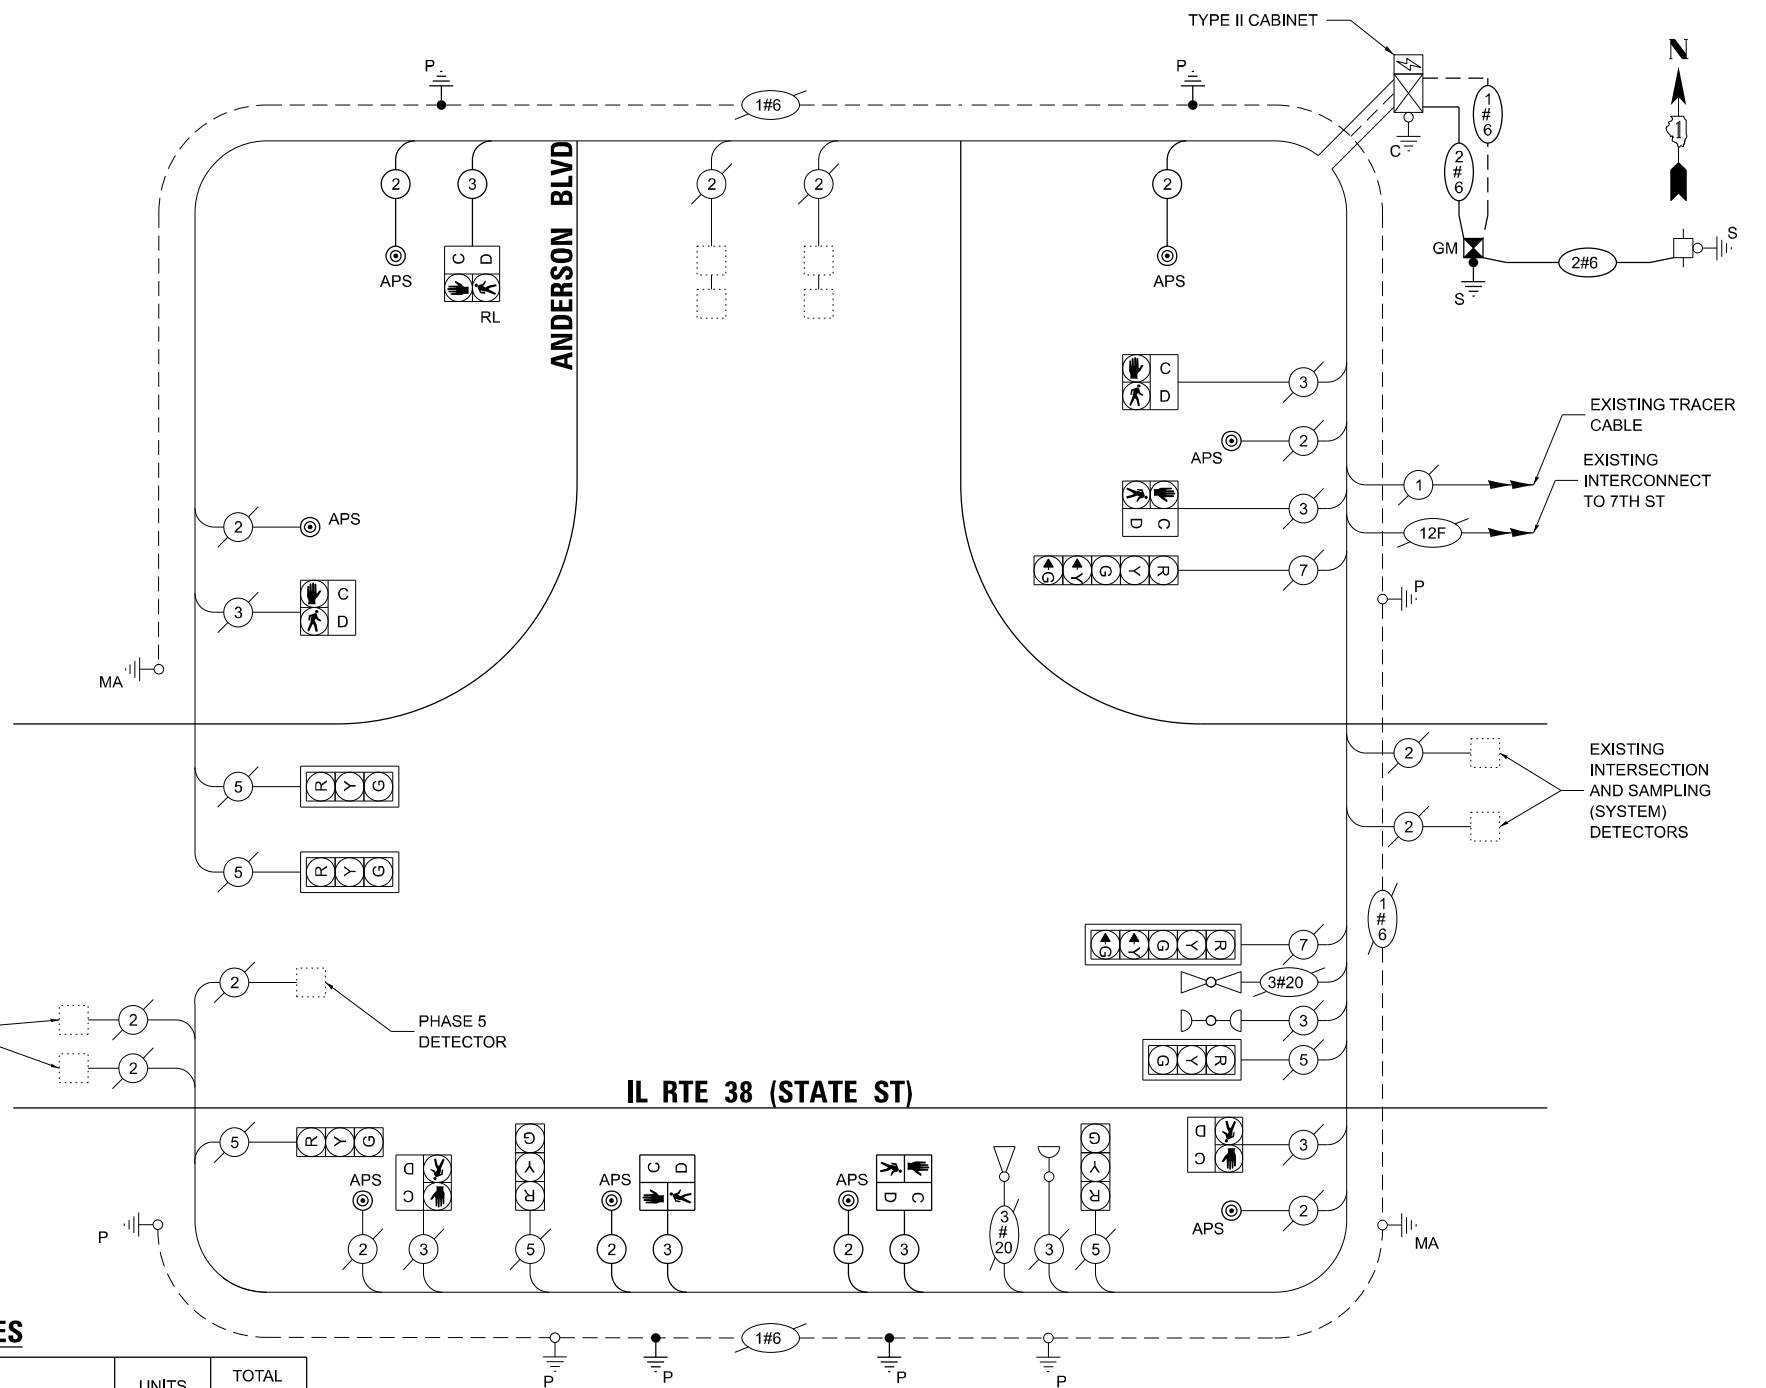 TYPE II CABINET
N
1
P
P
1#6
1
#
6
C
2
#
6
ANDERSON BLVD
2
3
2
2
2
GM
S
2#6
S
APS
C D
RL
APS
3
C
D
EXISTING TRACER
CABLE
2
APS
EXISTING
INTERCONNECT
TO 7TH ST
1
3
D C
2
APS
12F
G Y G Y R
7
P
3
C
D
MA
2
EXISTING
INTERSECTION
AND SAMPLING
(SYSTEM)
DETECTORS
5
R Y G
2
5
R Y G
1
#
6
G Y G Y R
7
2
3#20
2
PHASE 5
DETECTOR
3
2
G Y R
5
IL RTE 38 (STATE ST)
5
R Y G
G
Y
R
G
Y
R
D
C
3
APS
D
C
APS
C D
APS
D C
APS
2
P
2
3
5
2
3
2
3
3
#
20
3
5
MA
ES
1#6
P
P
P
P
UNITS
TOTAL